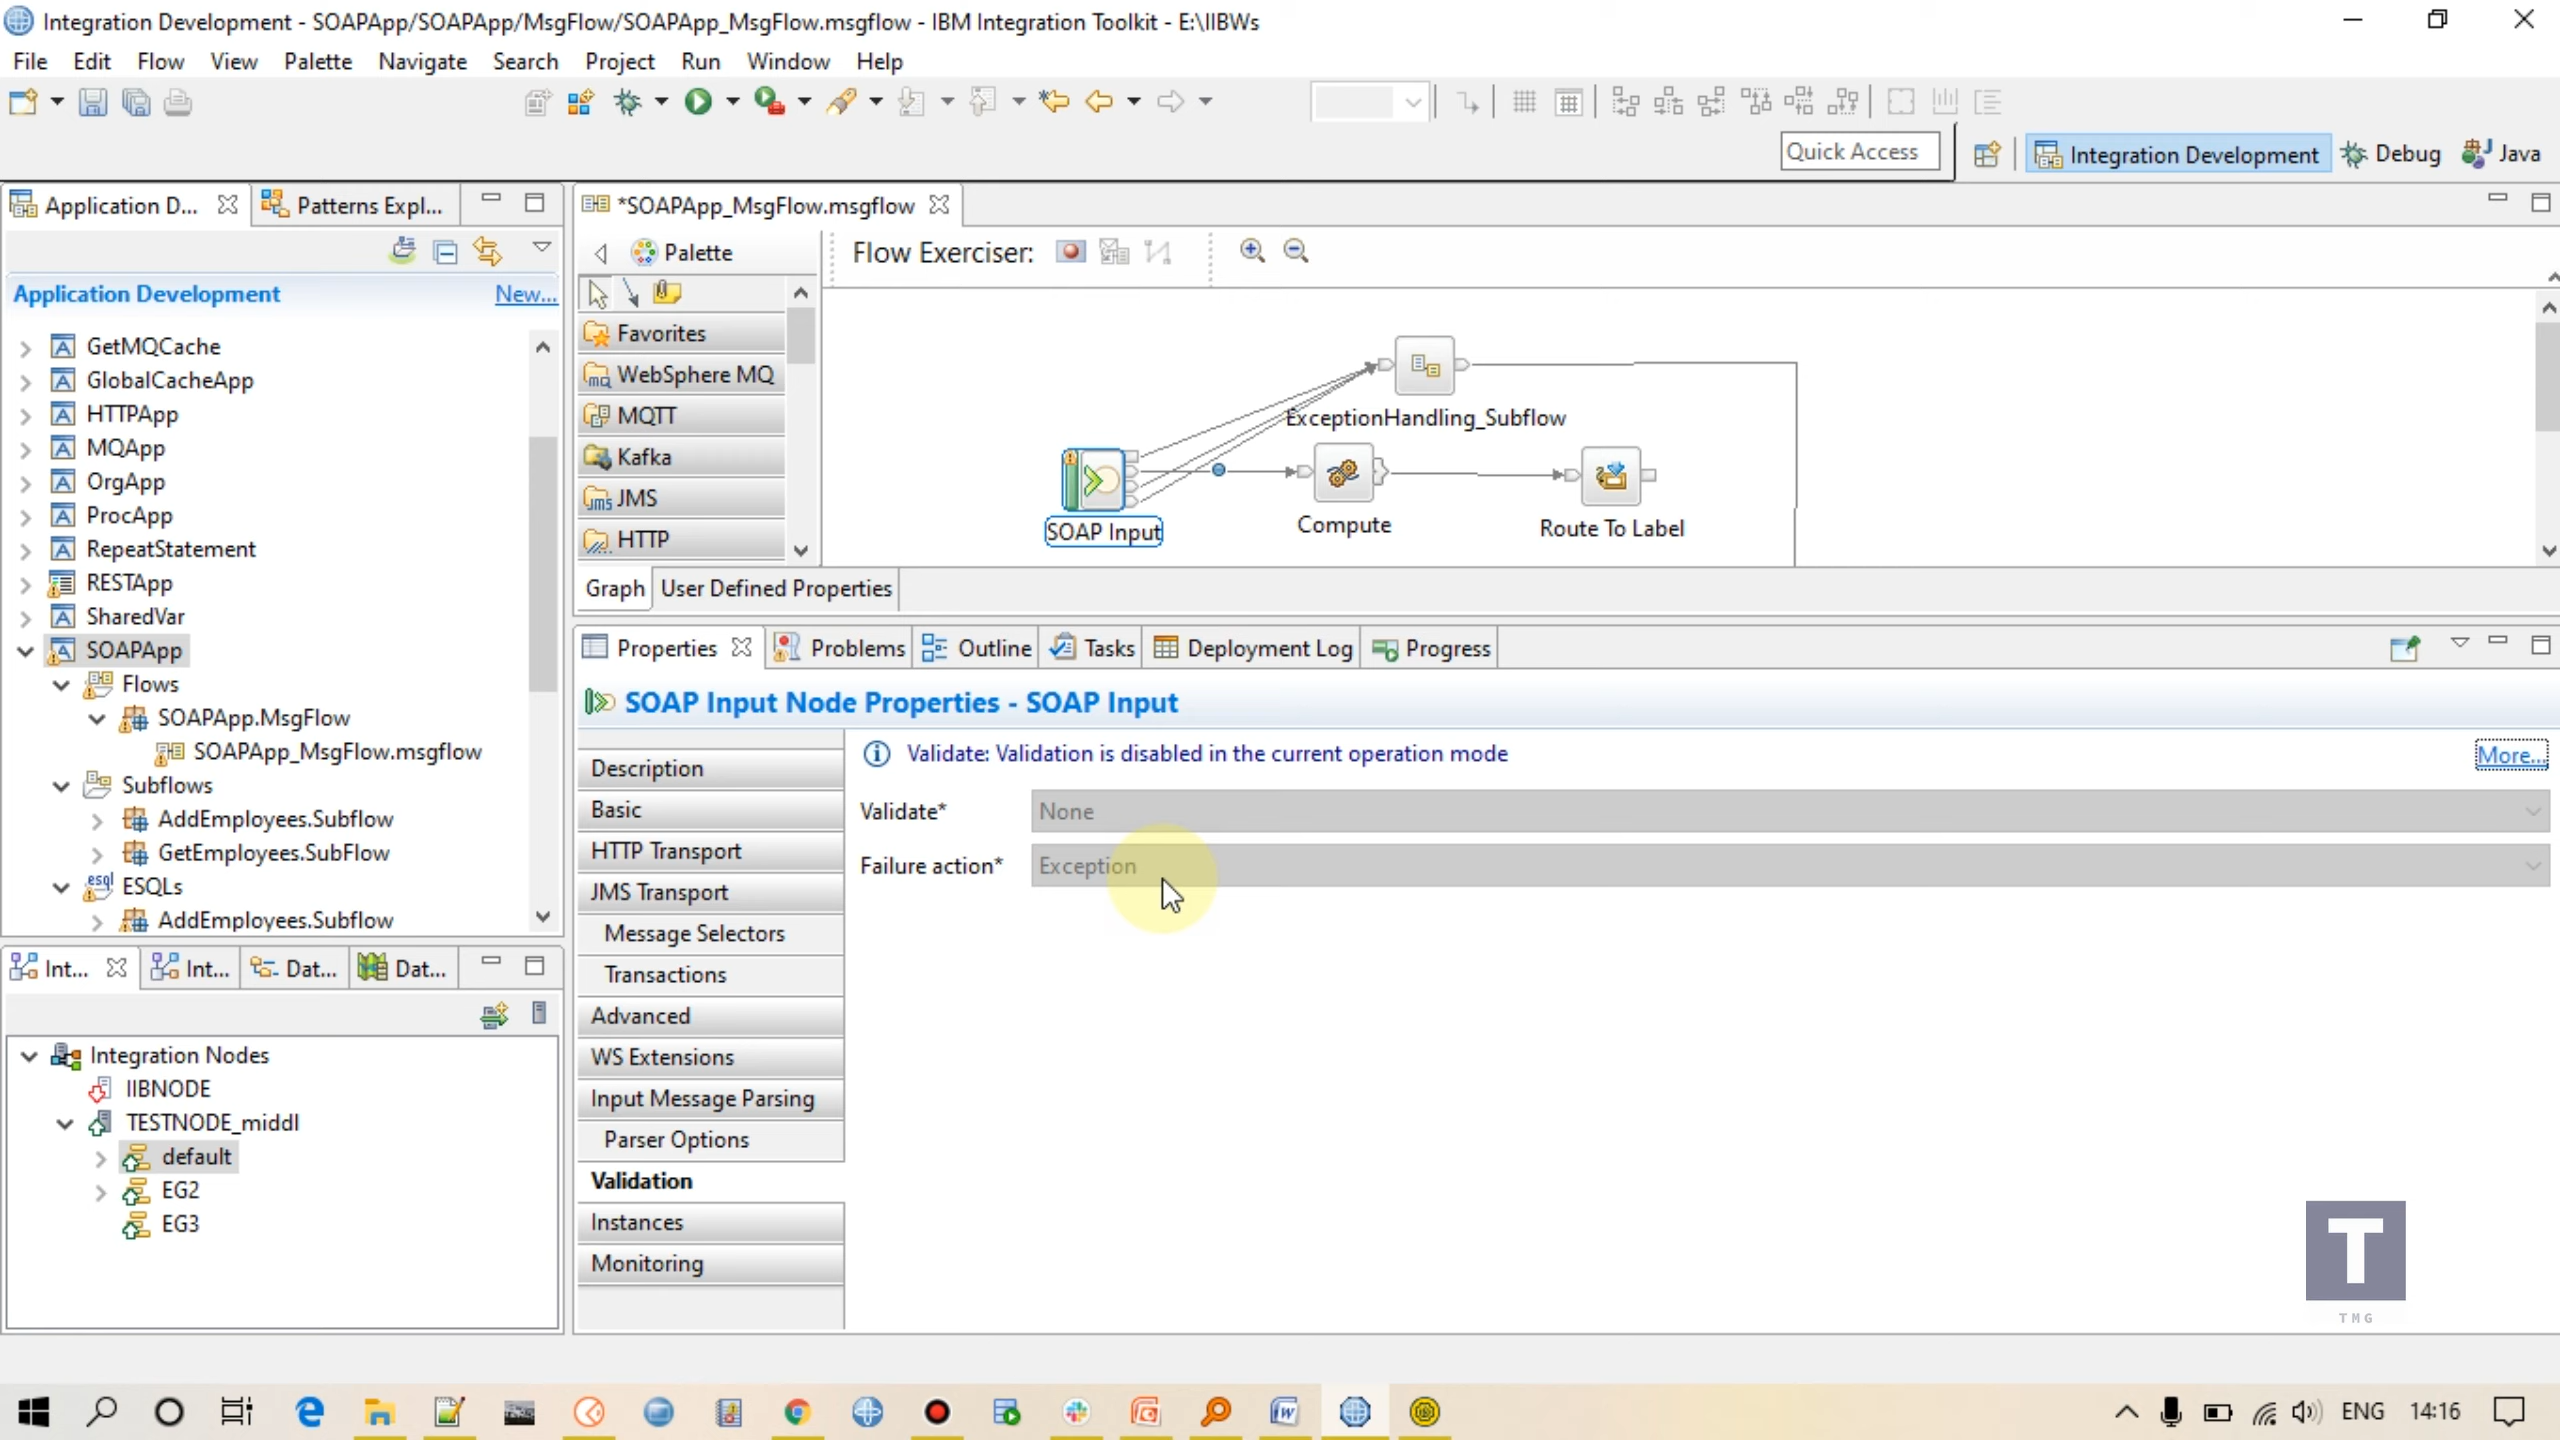 Integration Development - SOAPApp/SOAPApp/MsgFlow/SOAPApp_MsgFlow.msgflow - IBM Integration Toolkit - E:\IIBWs
File Edit Flow View Palette Navigate Search Project Run Window Help
Quick Access Integration Development Debug Java
Application D... Patterns Expl...
Application Development New...
GetMQCache
GlobalCacheApp
HTTPApp
MQApp
OrgApp
ProcApp
RepeatStatement
RESTApp
SharedVar
SOAPApp
Flows
SOAPApp.MsgFlow
SOAPApp_MsgFlow.msgflow
Subflows
AddEmployees.Subflow
GetEmployees.SubFlow
ESQLs
AddEmployees.Subflow
Int... Int... Dat... Dat...
Integration Nodes
IIBNODE
TESTNODE_middl
default
EG2
EG3
*SOAPApp_MsgFlow.msgflow
Palette
Flow Exerciser:
Favorites
WebSphere MQ
MQTT
Kafka
JMS
HTTP
ExceptionHandling_Subflow
SOAP Input
Compute
Route To Label
Graph User Defined Properties
Properties Problems Outline Tasks Deployment Log Progress
SOAP Input Node Properties - SOAP Input
Description
Basic
HTTP Transport
JMS Transport
Message Selectors
Transactions
Advanced
WS Extensions
Input Message Parsing
Parser Options
Validation
Instances
Monitoring
Validate: Validation is disabled in the current operation mode More...
Validate* None
Failure action* Exception
T
TMG
ENG 14:16